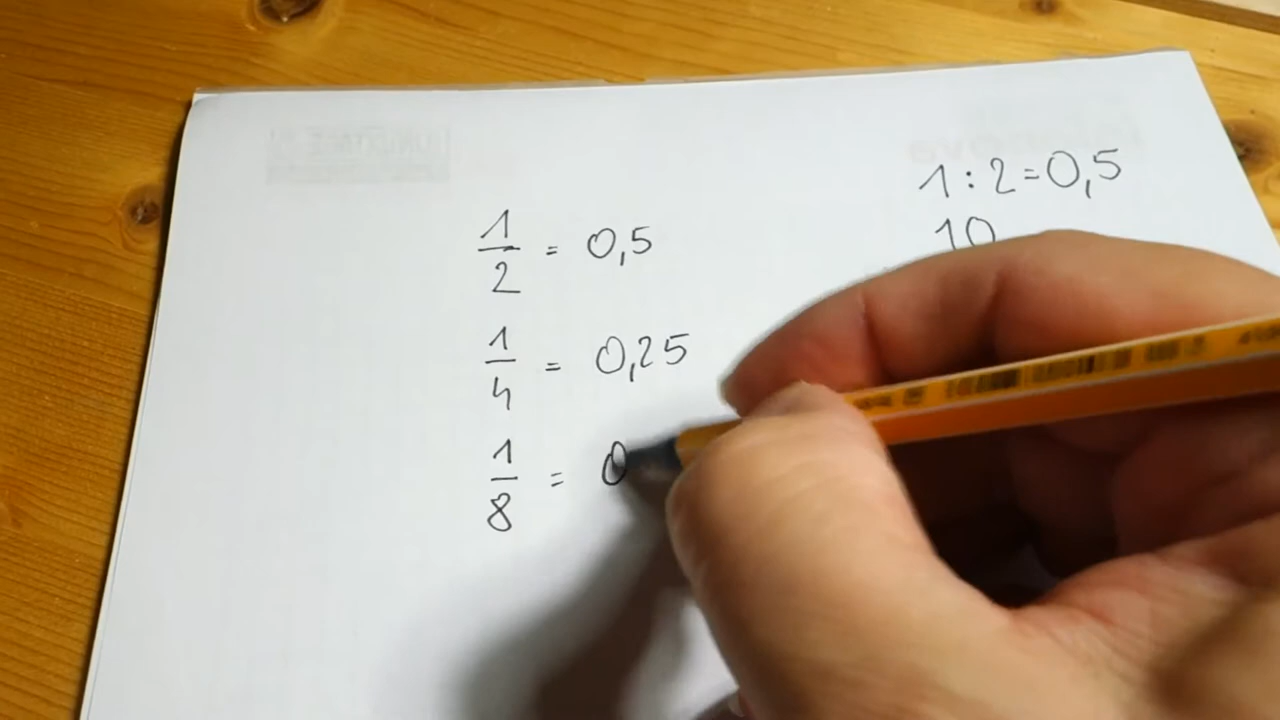 1/2 = 0,5
1/4 = 0,25
1/8 = 0
1:2=0,5
10